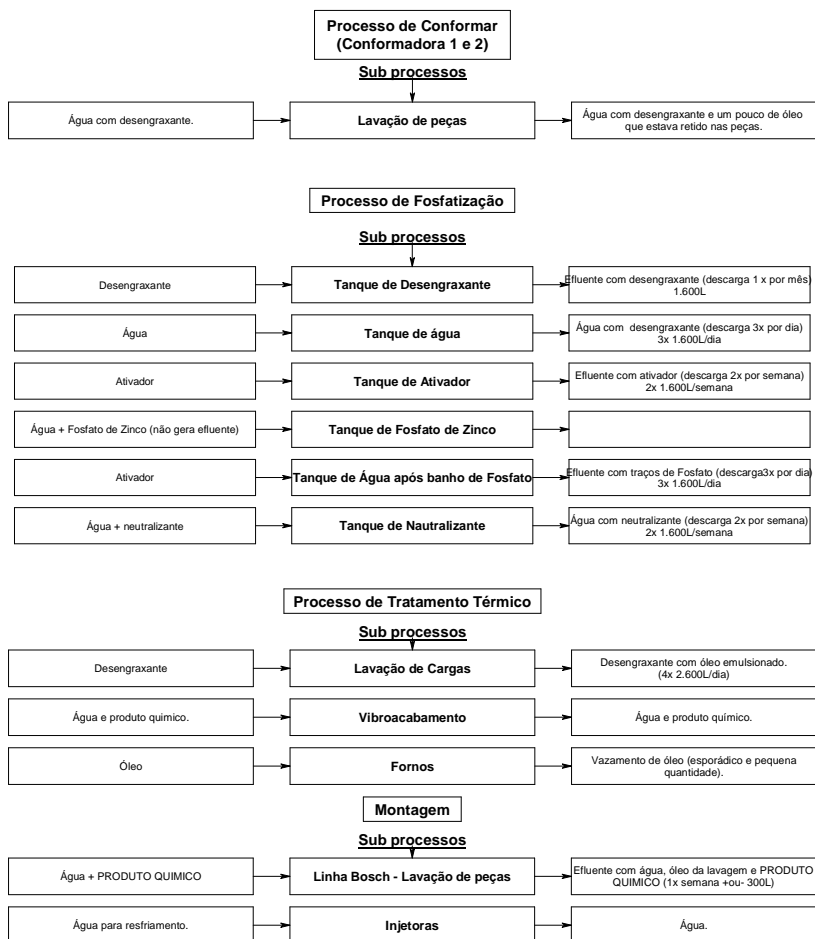 Processo de Conformar
(Conformadora 1 e 2)
Sub processos
Água com desengraxante.
Lavação de peças
Água com desengraxante e um pouco de óleo
que estava retido nas peças.
Processo de Fosfatização
Sub processos
Desengraxante
Tanque de Desengraxante
Efluente com desengraxante (descarga 1 x por mês)
1.600L
Água
Tanque de água
Água com desengraxante (descarga 3x por dia)
3x 1.600L/dia
Ativador
Tanque de Ativador
Efluente com ativador (descarga 2x por semana)
2x 1.600L/semana
Água + Fosfato de Zinco (não gera efluente)
Tanque de Fosfato de Zinco
Ativador
Tanque de Água após banho de Fosfato
Efluente com traços de Fosfato (descarga3x por dia)
3x 1.600L/dia
Água + neutralizante
Tanque de Nautralizante
Água com neutralizante (descarga 2x por semana)
2x 1.600L/semana
Processo de Tratamento Térmico
Sub processos
Desengraxante
Lavação de Cargas
Desengraxante com óleo emulsionado.
(4x 2.600L/dia)
Água e produto quimico.
Vibroacabamento
Água e produto químico.
Óleo
Fornos
Vazamento de óleo (esporádico e pequena
quantidade).
Montagem
Sub processos
Água + PRODUTO QUIMICO
Linha Bosch - Lavação de peças
Efluente com água, óleo da lavagem e PRODUTO
QUIMICO (1x semana +ou- 300L)
Água para resfriamento.
Injetoras
Água.